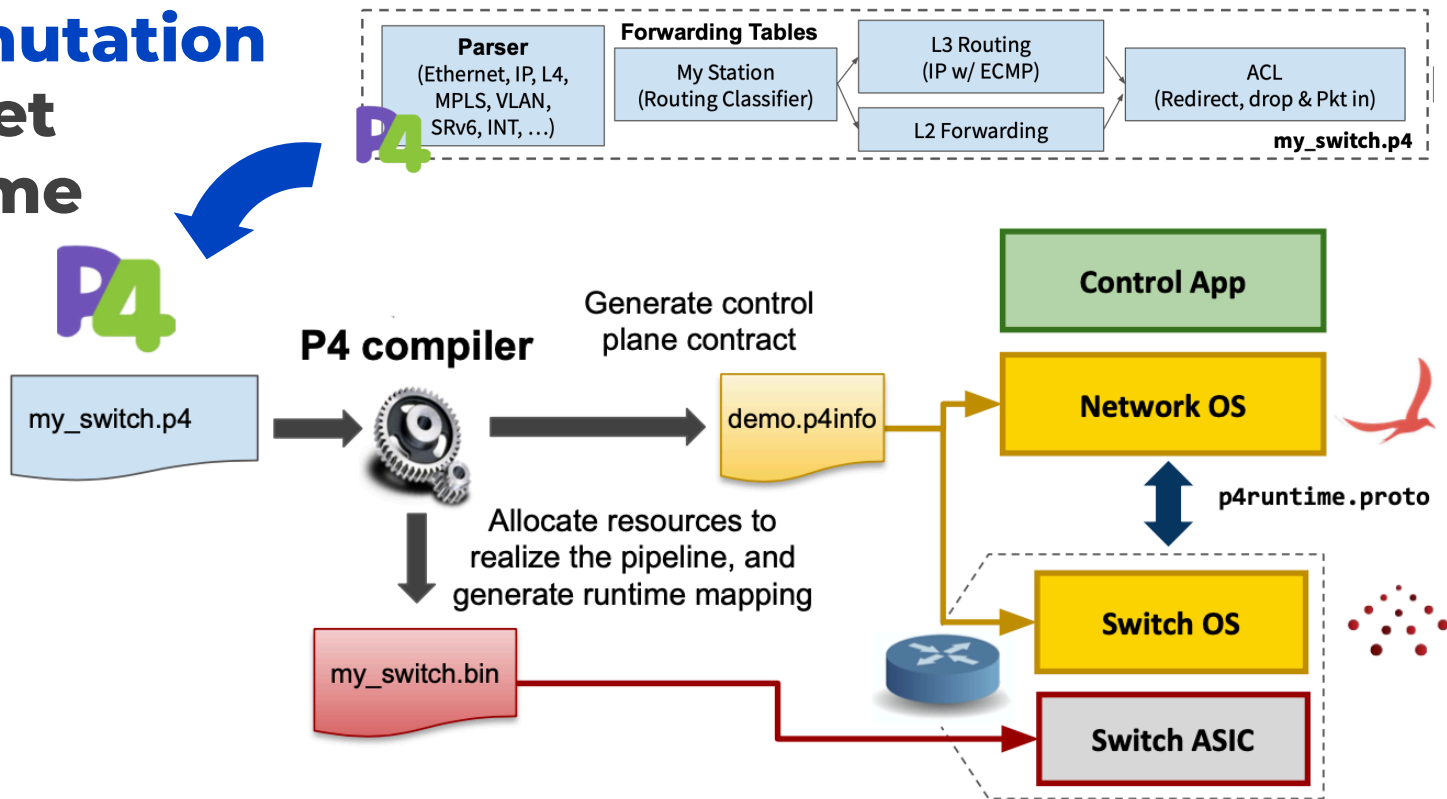 nutation
et
me
Parser
(Ethernet, IP, L4,
MPLS, VLAN,
SRv6, INT, ...)
P4
Forwarding Tables
My Station
(Routing Classifier)
L3 Routing
(IP w/ ECMP)
L2 Forwarding
ACL
(Redirect, drop & Pkt in)
my_switch.p4
P4
my_switch.p4
P4 compiler
Generate control
plane contract
demo.p4info
Allocate resources to
realize the pipeline, and
generate runtime mapping
my_switch.bin
Control App
Network OS
p4runtime.proto
Switch OS
Switch ASIC